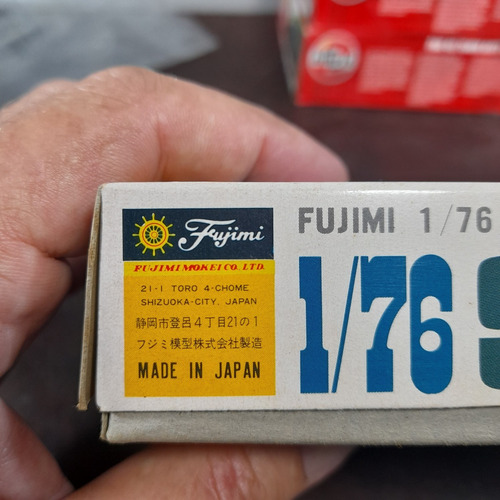 Fujimi
FUJIMI MOKEI CO. LTD.
21-1 TORO 4-CHOME
SHIZUOKA-CITY, JAPAN
静岡市登呂4丁目21の1
フジミ模型株式会社製造
MADE IN JAPAN
FUJIMI 1/76
1/76